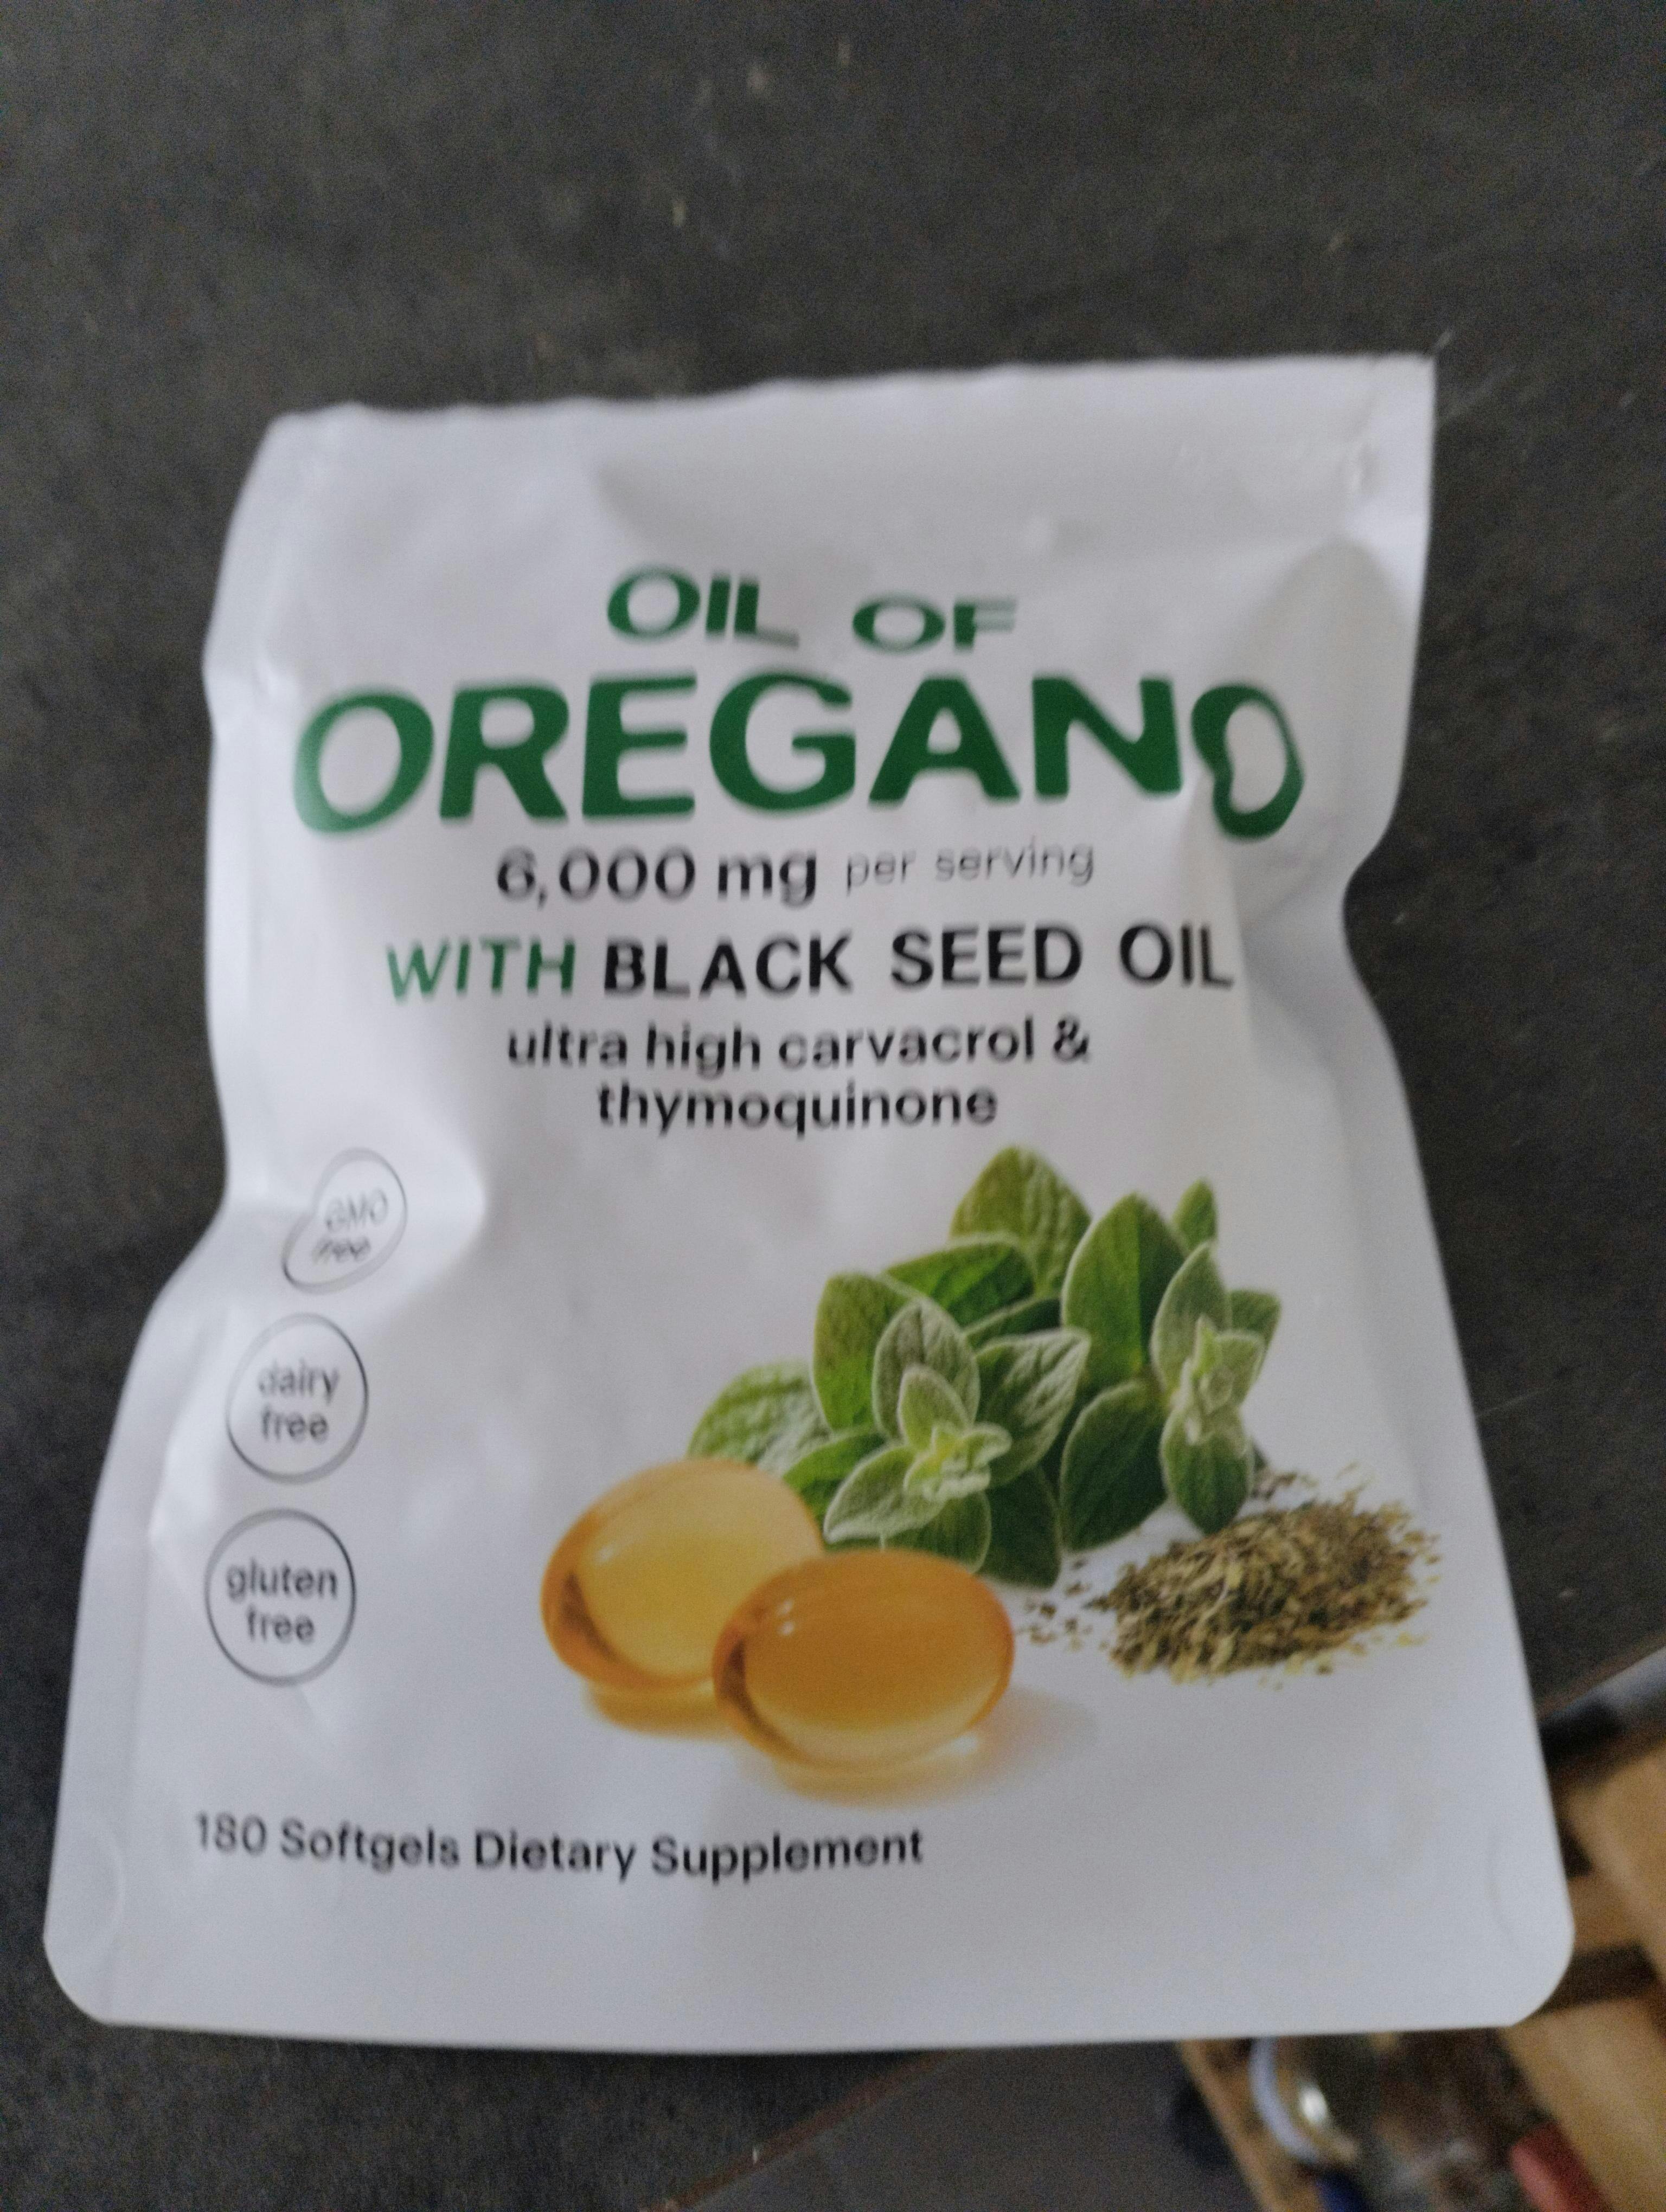 OIL OF
OREGANO
6,000 mg per serving
WITH BLACK SEED OIL
ultra high carvacrol &
thymoquinone
GMO
free
dairy
free
gluten
free
180 Softgels Dietary Supplement